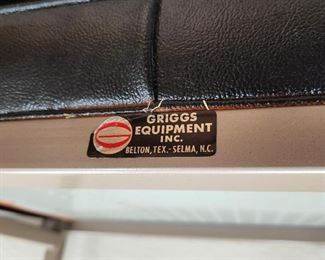 GRIGGS
EQUIPMENT
INC.
BELTON, TEX.-SELMA, N.C.